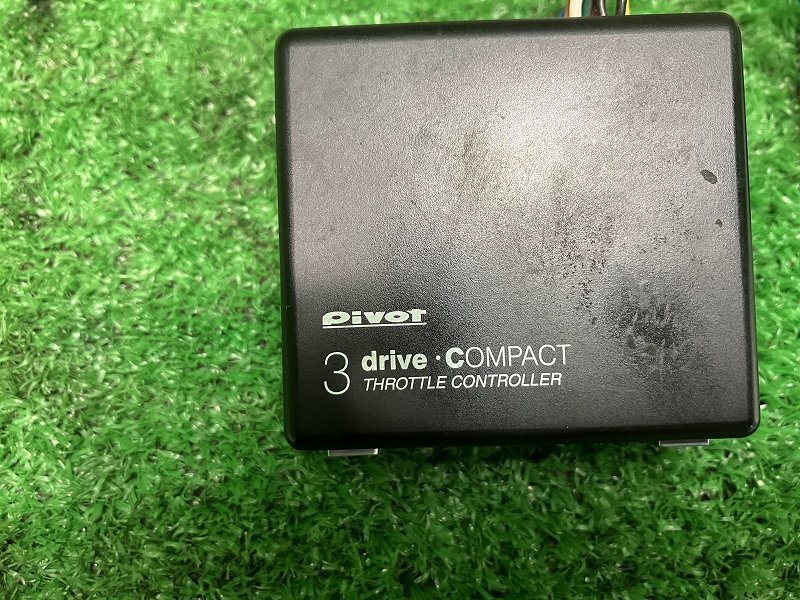 PIVOT
3 drive·COMPACT
THROTTLE CONTROLLER